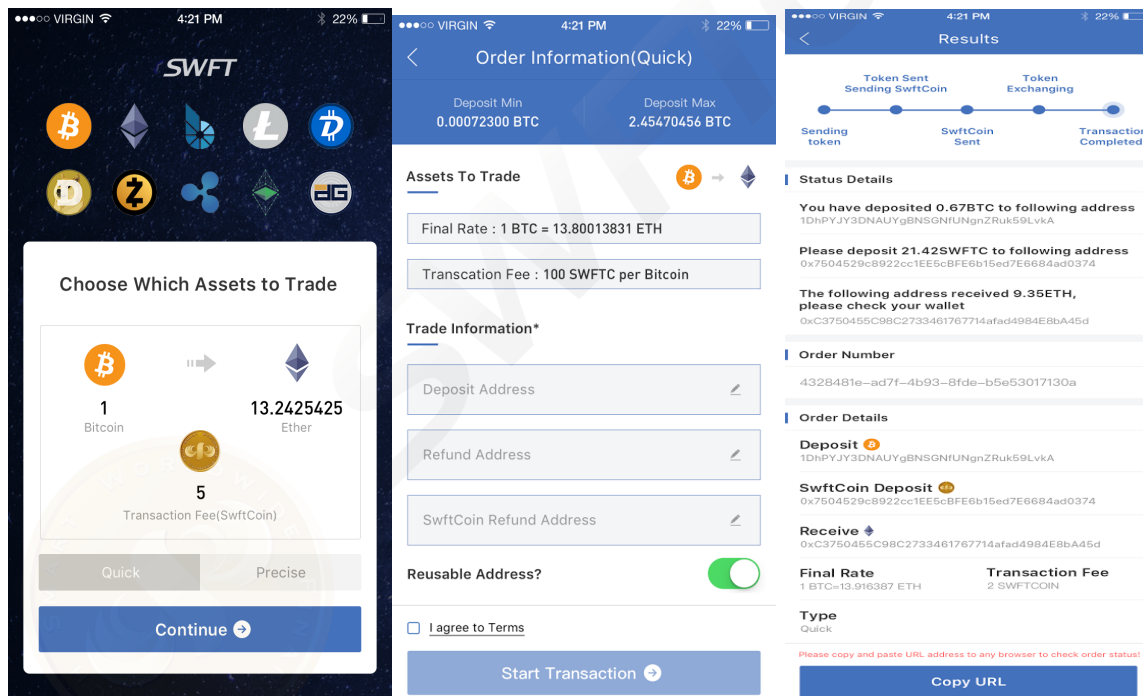 VIRGIN 4:21 PM 22%
SWFT
Choose Which Assets to Trade
1 13.2425425
Bitcoin Ether
5
Transaction Fee(SwftCoin)
Quick Precise
Continue
VIRGIN 4:21 PM 22%
Order Information(Quick)
Deposit Min Deposit Max
0.00072300 BTC 2.45470456 BTC
Assets To Trade
Final Rate : 1 BTC = 13.80013831 ETH
Transcation Fee : 100 SWFTC per Bitcoin
Trade Information*
Deposit Address
Refund Address
SwftCoin Refund Address
Reusable Address?
I agree to Terms
Start Transaction
VIRGIN 4:21 PM 22%
Results
Token Sent Token
Sending SwftCoin Exchanging
Sending SwftCoin Transaction
token Sent Completed
Status Details
You have deposited 0.67BTC to following address
1DhPYJY3DNAUYgBNSGNfUNgnZRuk59LvkA
Please deposit 21.42SWFTC to following address
0x7504529c8922cc1EE5cBFE6b15ed7E6684ad0374
The following address received 9.35ETH,
please check your wallet
0xC3750455C98C2733461767714afad4984E8bA45d
Order Number
4328481e-ad7f-4b93-8fde-b5e53017130a
Order Details
Deposit
1DhPYJY3DNAUYgBNSGNfUNgnZRuk59LvkA
SwftCoin Deposit
0x7504529c8922cc1EE5cBFE6b15ed7E6684ad0374
Receive
0xC3750455C98C2733461767714afad4984E8bA45d
Final Rate Transaction Fee
1 BTC=13.916387 ETH 2 SWFTCOIN
Type
Quick
Please copy and paste URL address to any browser to check order status!
Copy URL